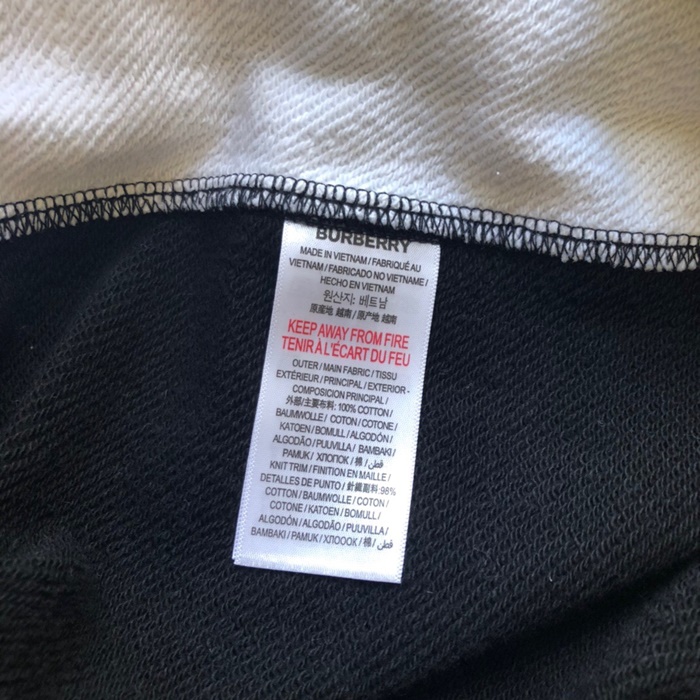 BURBERRY
MADE IN VIETNAM / FABRIQUÉ AU
VIETNAM / FABRICADO NO VIETNAME /
HECHO EN VIETNAM
원산지: 베트남
原産地 越南 / 原产地 越南
KEEP AWAY FROM FIRE
TENIR À L'ÉCART DU FEU
OUTER / MAIN FABRIC / TISSU
EXTÉRIEUR / PRINCIPAL / EXTERIOR -
COMPOSICION PRINCIPAL /
外部/主要布料: 100% COTTON /
BAUMWOLLE / COTON / COTONE /
KATOEN / BOMULL / ALGODÓN /
ALGODÃO / PUUVILLA / BAMBAKI /
PAMUK / ХЛОПОК / 棉 / قطن /
KNIT TRIM / FINITION EN MAILLE /
DETALLES DE PUNTO / 針織副料: 98%
COTTON / BAUMWOLLE / COTON /
COTONE / KATOEN / BOMULL /
ALGODÓN / ALGODÃO / PUUVILLA /
BAMBAKI / PAMUK / ХЛОООК / 棉 / قطن /